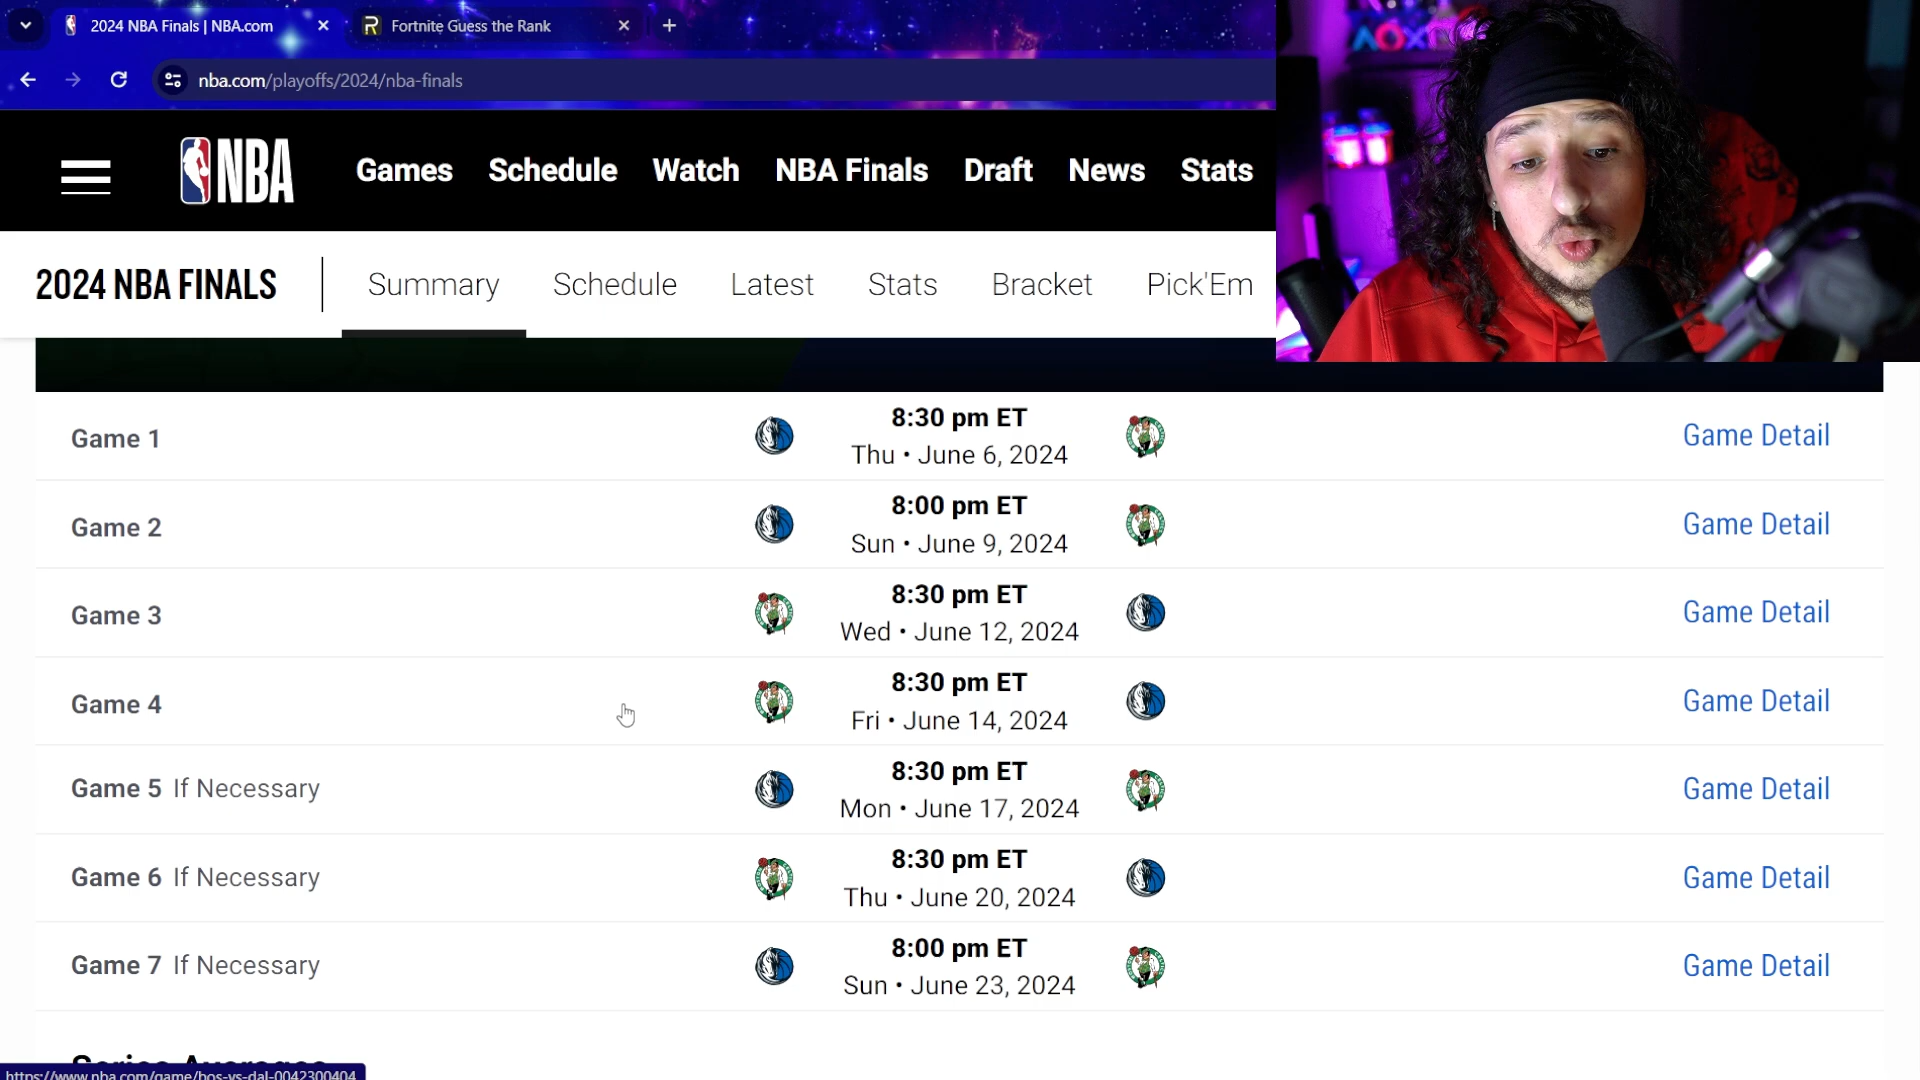 2024 NBA Finals | NBA.com
Fortnite Guess the Rank
nba.com/playoffs/2024/nba-finals
NBA Games Schedule Watch NBA Finals Draft News Stats
2024 NBA FINALS Summary Schedule Latest Stats Bracket Pick'Em
Game 1
8:30 pm ET
Thu • June 6, 2024
Game Detail
Game 2
8:00 pm ET
Sun • June 9, 2024
Game Detail
Game 3
8:30 pm ET
Wed • June 12, 2024
Game Detail
Game 4
8:30 pm ET
Fri • June 14, 2024
Game Detail
Game 5 If Necessary
8:30 pm ET
Mon • June 17, 2024
Game Detail
Game 6 If Necessary
8:30 pm ET
Thu • June 20, 2024
Game Detail
Game 7 If Necessary
8:00 pm ET
Sun • June 23, 2024
Game Detail
Series Averages
https://www.nba.com/game/bos-vs-dal-0042300404